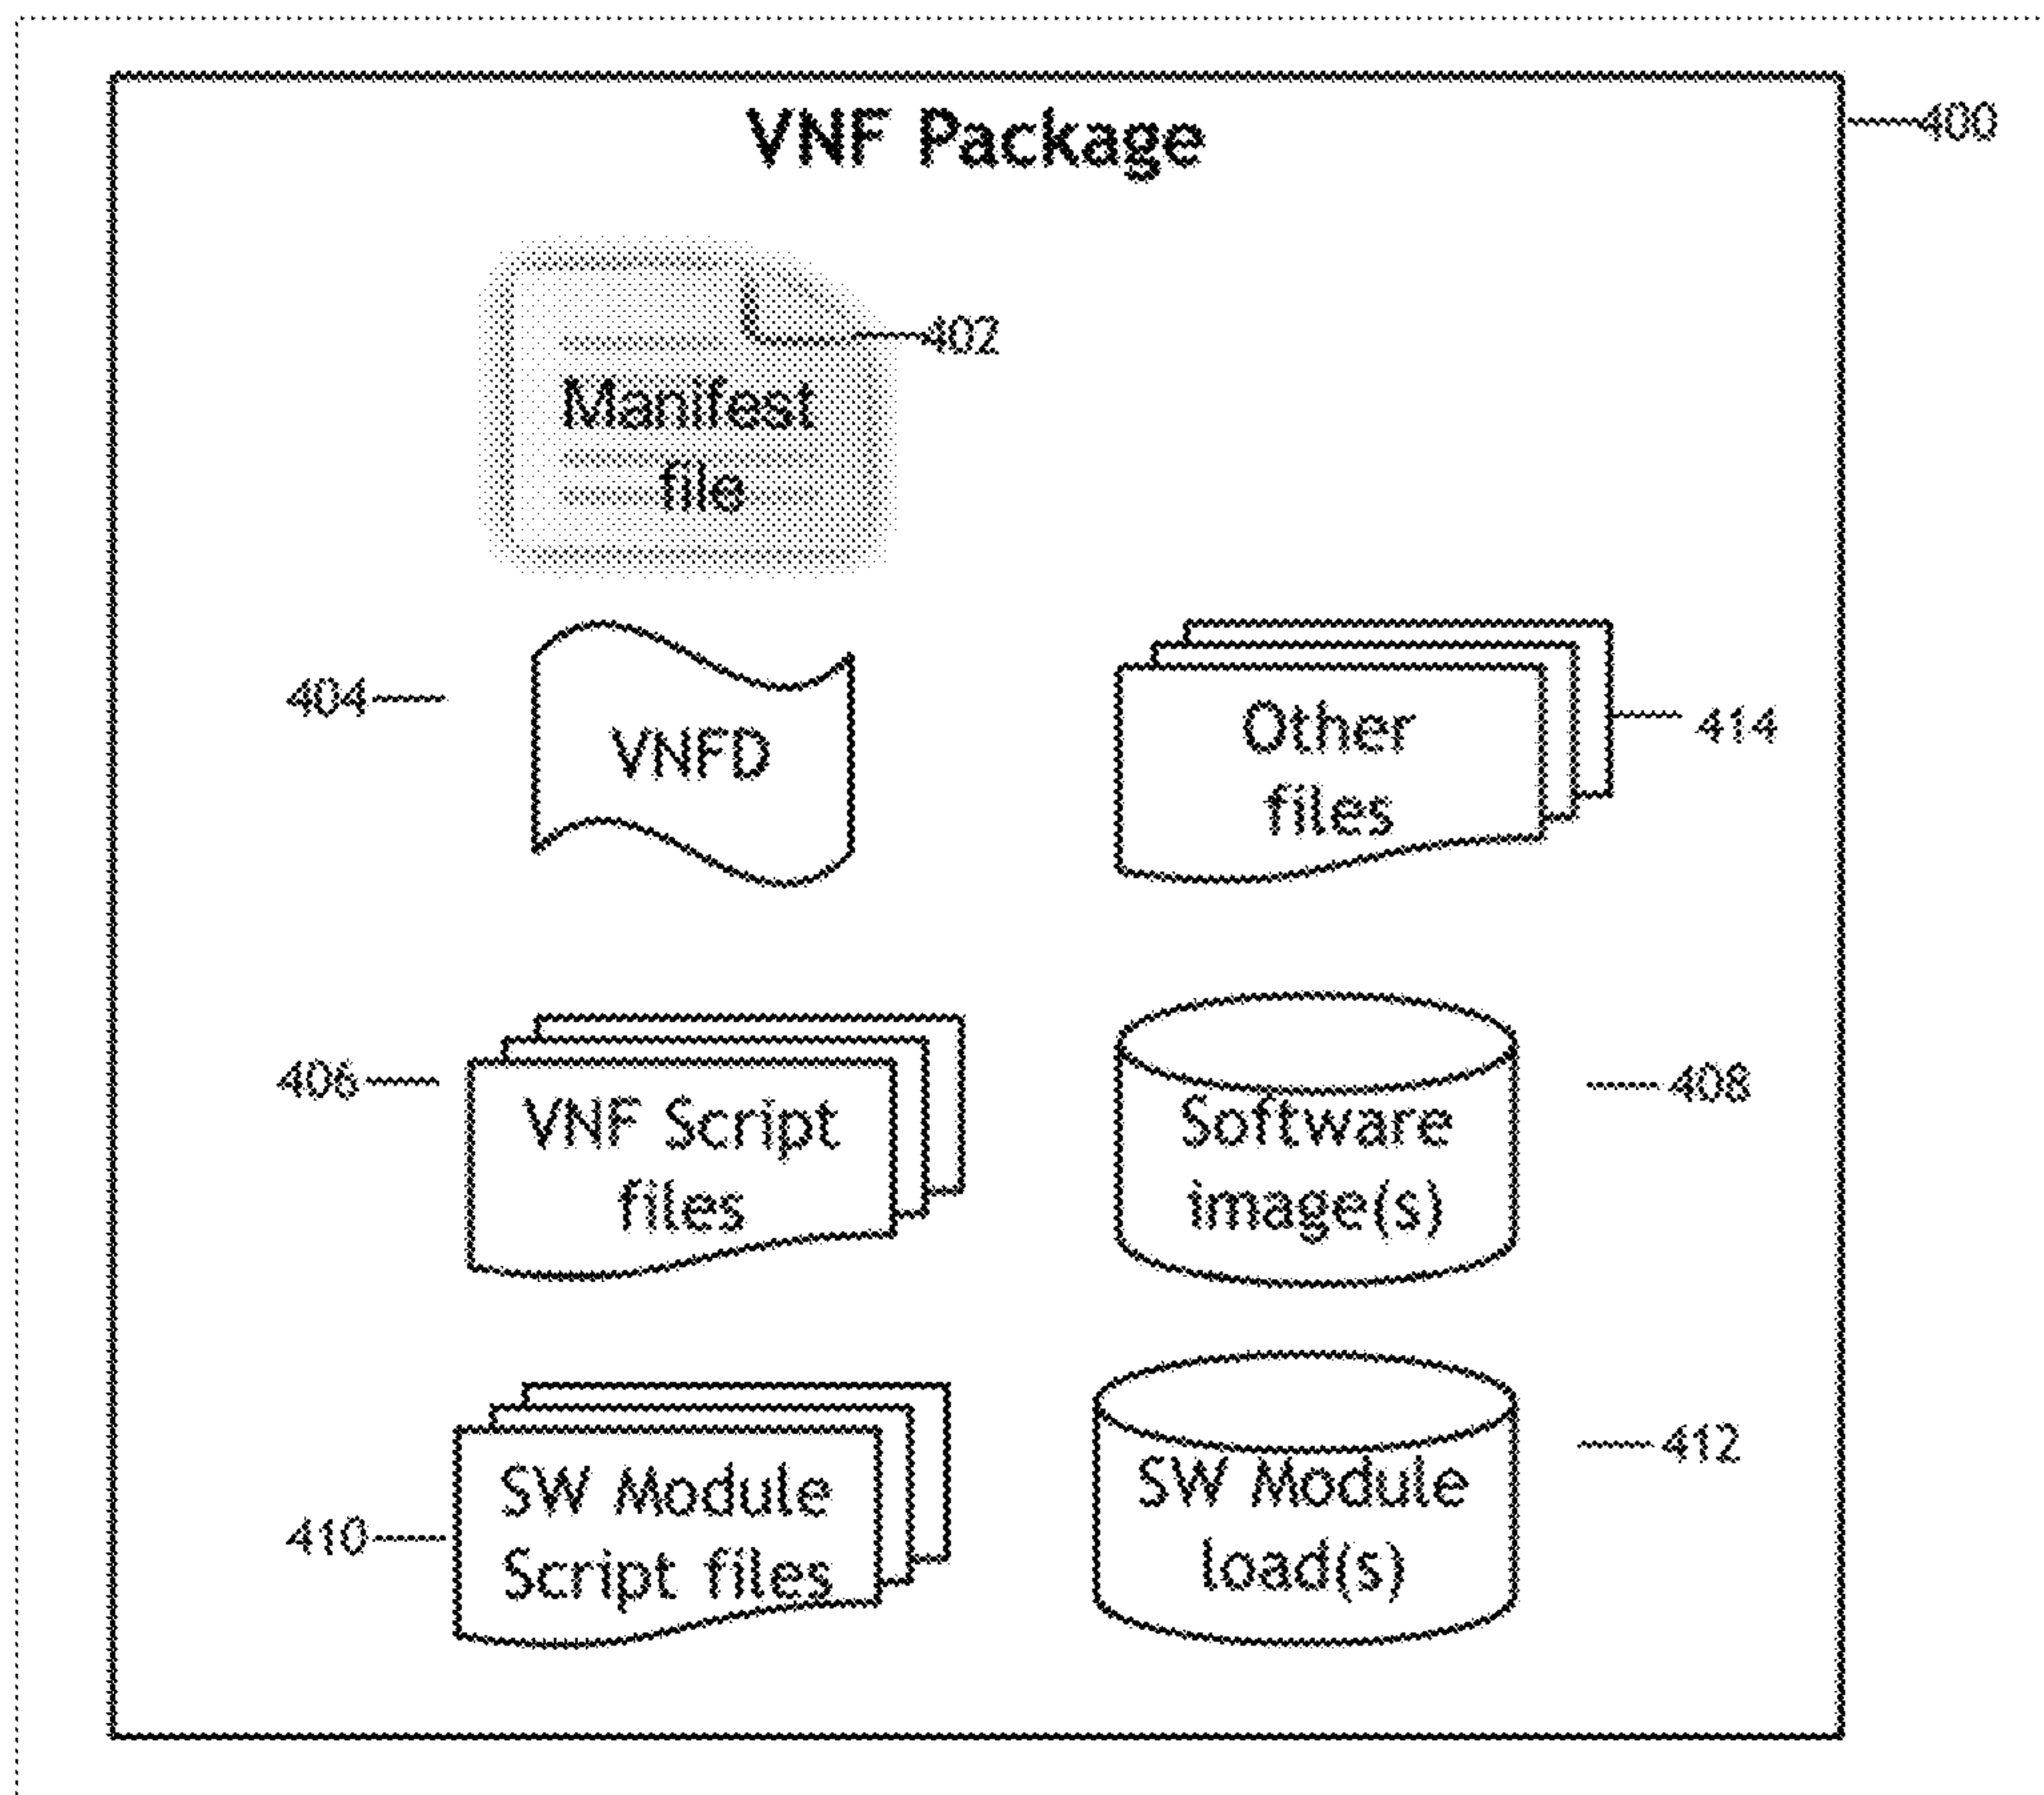 VNF Package
400
402
Manifest
file
404
VNFD
Other
files
414
406
VNF Script
files
Software
image(s)
408
410
SW Module
Script files
SW Module
load(s)
412